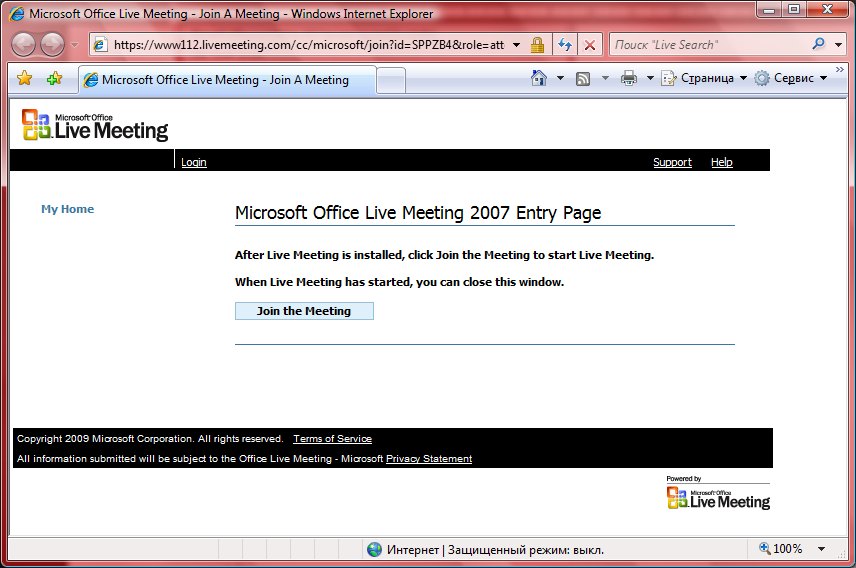 Microsoft Office Live Meeting - Join A Meeting - Windows Internet Explorer
https://www112.livemeeting.com/cc/microsoft/join?id=SPPZB4&role=att
Поиск "Live Search"
Microsoft Office Live Meeting - Join A Meeting
Страница
Сервис
Microsoft Office
Live Meeting
Login
Support
Help
My Home
Microsoft Office Live Meeting 2007 Entry Page
After Live Meeting is installed, click Join the Meeting to start Live Meeting.
When Live Meeting has started, you can close this window.
Join the Meeting
Copyright 2009 Microsoft Corporation. All rights reserved. Terms of Service
All information submitted will be subject to the Office Live Meeting - Microsoft Privacy Statement
Powered by
Microsoft Office
Live Meeting
Интернет | Защищенный режим: выкл.
100%